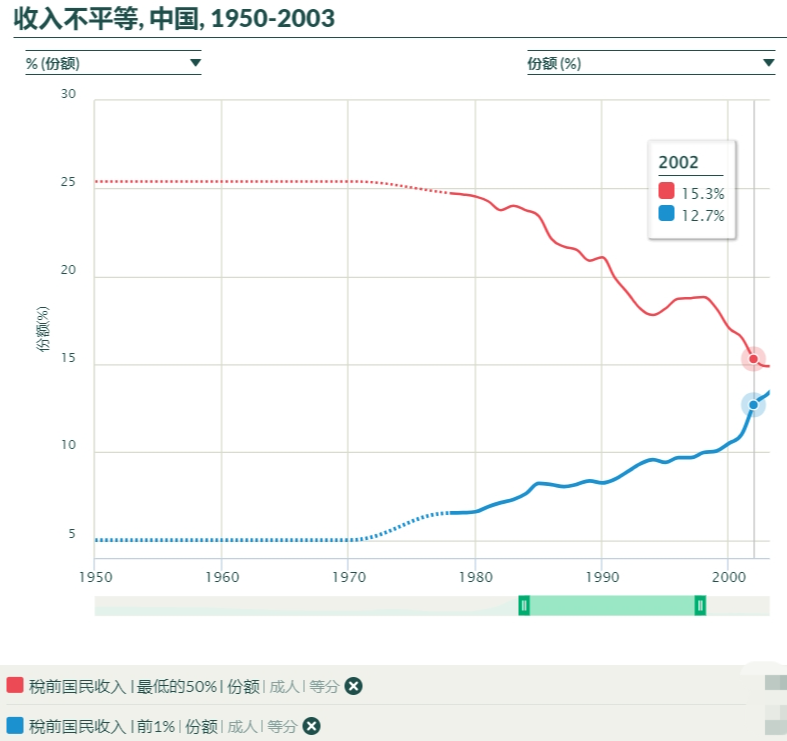 收入不平等, 中国, 1950-2003
% (份额)
份额 (%)
30
25
20
15
10
5
份额(%)
2002
15.3%
12.7%
1950 1960 1970 1980 1990 2000
税前国民收入 | 最低的50% | 份额 | 成人 | 等分
税前国民收入 | 前1% | 份额 | 成人 | 等分